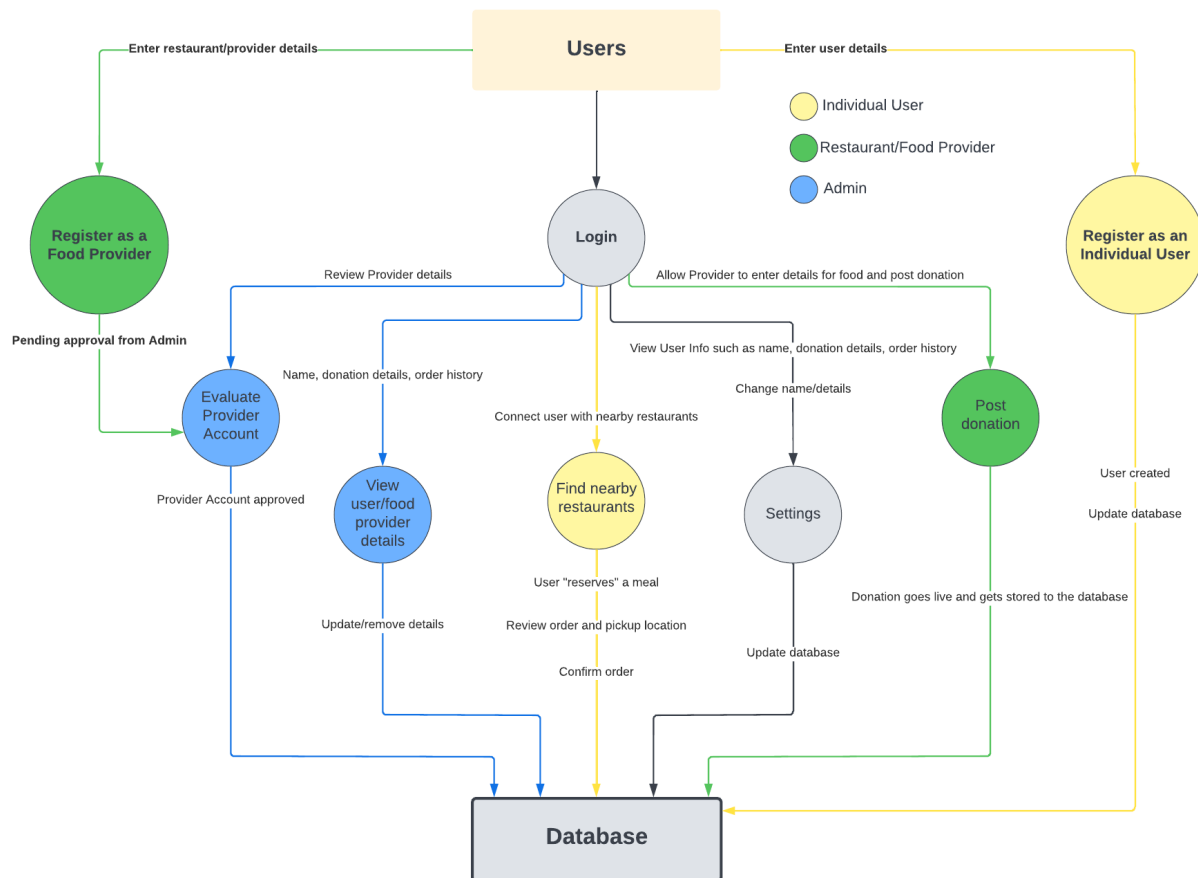 Users
Enter restaurant/provider details
Enter user details
Individual User
Restaurant/Food Provider
Admin
Register as a
Food Provider
Login
Register as an
Individual User
Review Provider details
Allow Provider to enter details for food and post donation
Pending approval from Admin
View User Info such as name, donation details, order history
Name, donation details, order history
Change name/details
Evaluate
Provider
Account
Connect user with nearby restaurants
Post
donation
User created
Provider Account approved
View
user/food
provider
details
Find nearby
restaurants
Settings
Update database
User "reserves" a meal
Donation goes live and gets stored to the database
Update/remove details
Review order and pickup location
Update database
Confirm order
Database